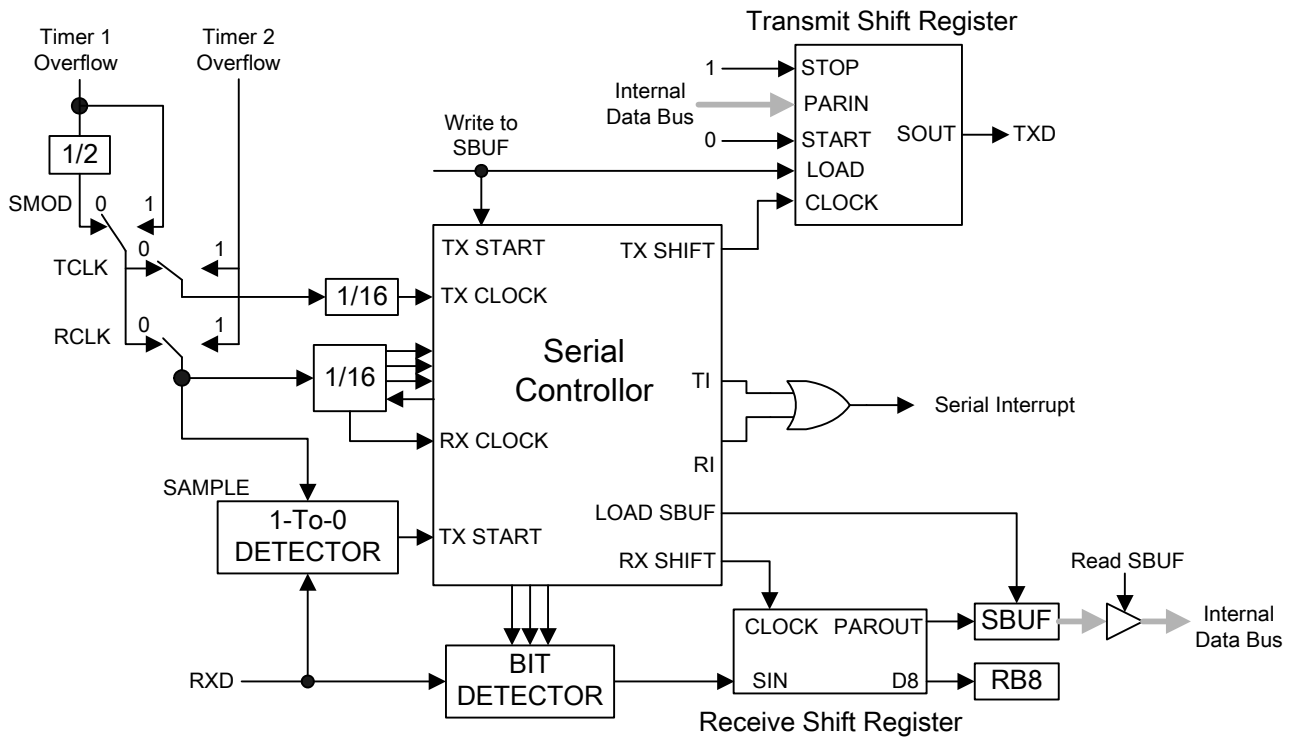 Transmit Shift Register
Timer 1
Overflow
Timer 2
Overflow
1
STOP
Internal
Data Bus
PARIN
0
START
SOUT
TXD
LOAD
CLOCK
Write to
SBUF
1/2
SMOD
0
1
TCLK
0
1
RCLK
0
1
1/16
1/16
TX START
TX SHIFT
TX CLOCK
Serial
Controllor
TI
RX CLOCK
RI
Serial Interrupt
SAMPLE
1-To-0
DETECTOR
TX START
LOAD SBUF
RX SHIFT
Read SBUF
CLOCK
PAROUT
SBUF
Internal
Data Bus
RXD
BIT
DETECTOR
SIN
D8
RB8
Receive Shift Register